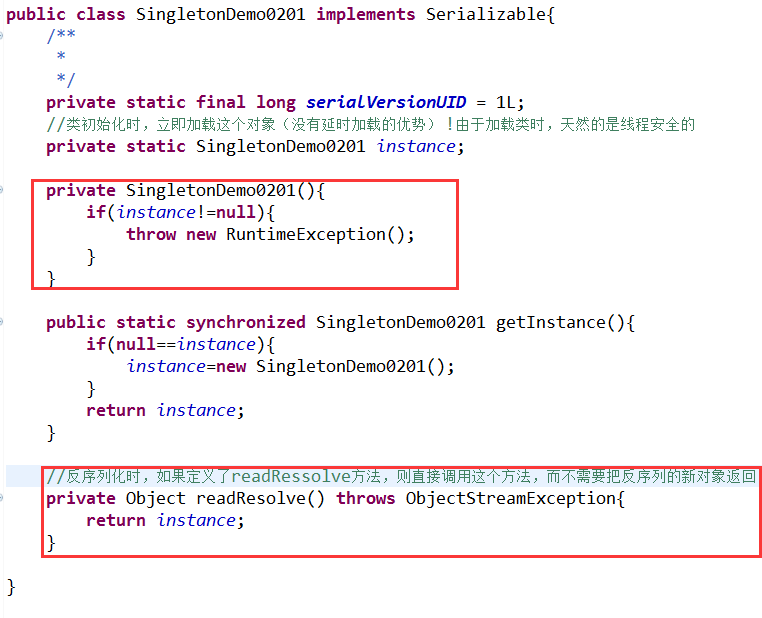 public class SingletonDemo0201 implements Serializable{
/**
*
*/
private static final long serialVersionUID = 1L;
//类初始化时，立即加载这个对象（没有延时加载的优势）!由于加载类时，天然的是线程安全的
private static SingletonDemo0201 instance;
private SingletonDemo0201(){
if(instance!=null){
throw new RuntimeException();
}
}
public static synchronized SingletonDemo0201 getInstance(){
if(null==instance){
instance=new SingletonDemo0201();
}
return instance;
}
//反序列化时，如果定义了readRessolve方法，则直接调用这个方法，而不需要把反序列的新对象返回
private Object readResolve() throws ObjectStreamException{
return instance;
}
}